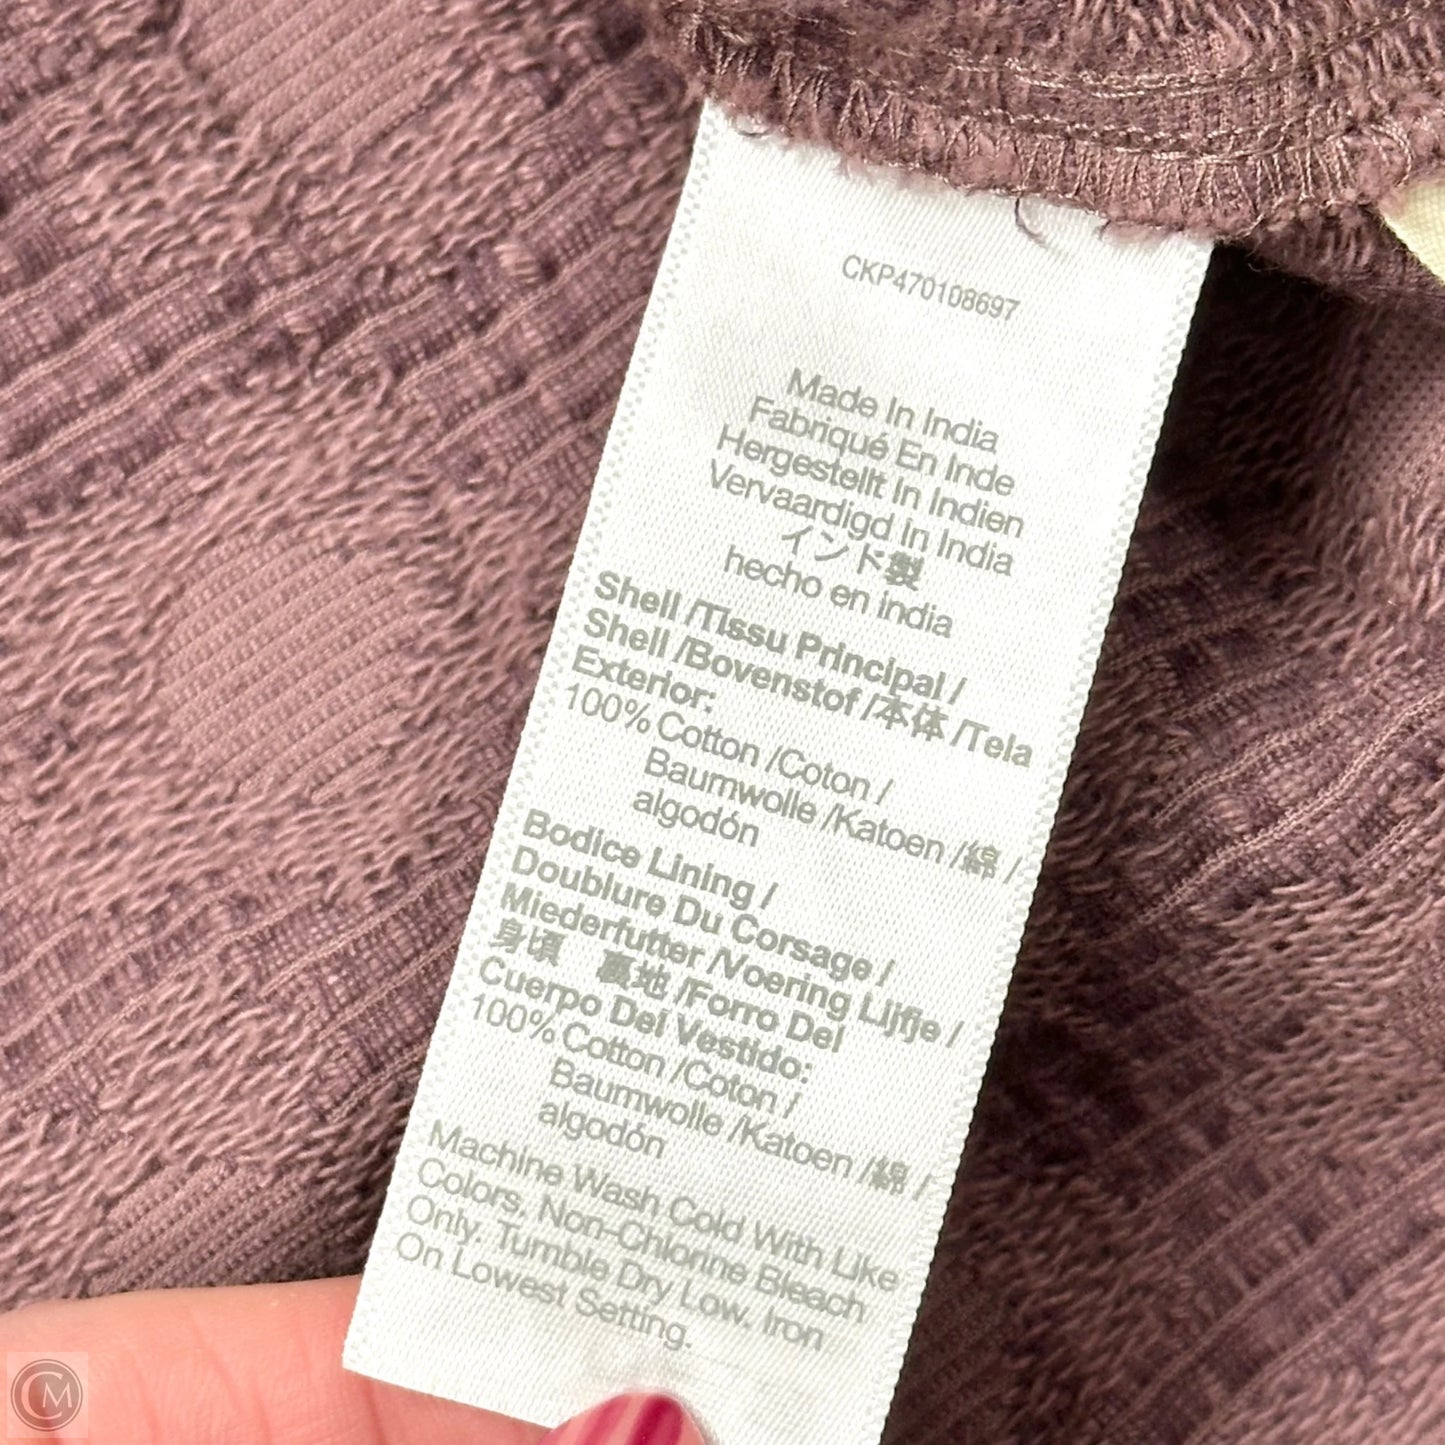 CKP470108697
Made In India
Fabriqué En Inde
Hergestellt In Indien
Vervaardigd In India
インド製
hecho en india
Shell /Tissu Principal /
Shell /Bovenstof /本体 /Tela
Exterior:
100% Cotton /Coton /
Baumwolle /Katoen /綿 /
algodón
Bodice Lining /
Doublure Du Corsage /
Miederfutter /Voering Lijfje /
身頃 裏地 /Forro Del
Cuerpo Del Vestido:
100% Cotton /Coton /
Baumwolle /Katoen /綿 /
algodón
Machine Wash Cold With Like
Colors. Non-Chlorine Bleach
Only. Tumble Dry Low. Iron
On Lowest Setting.
CM